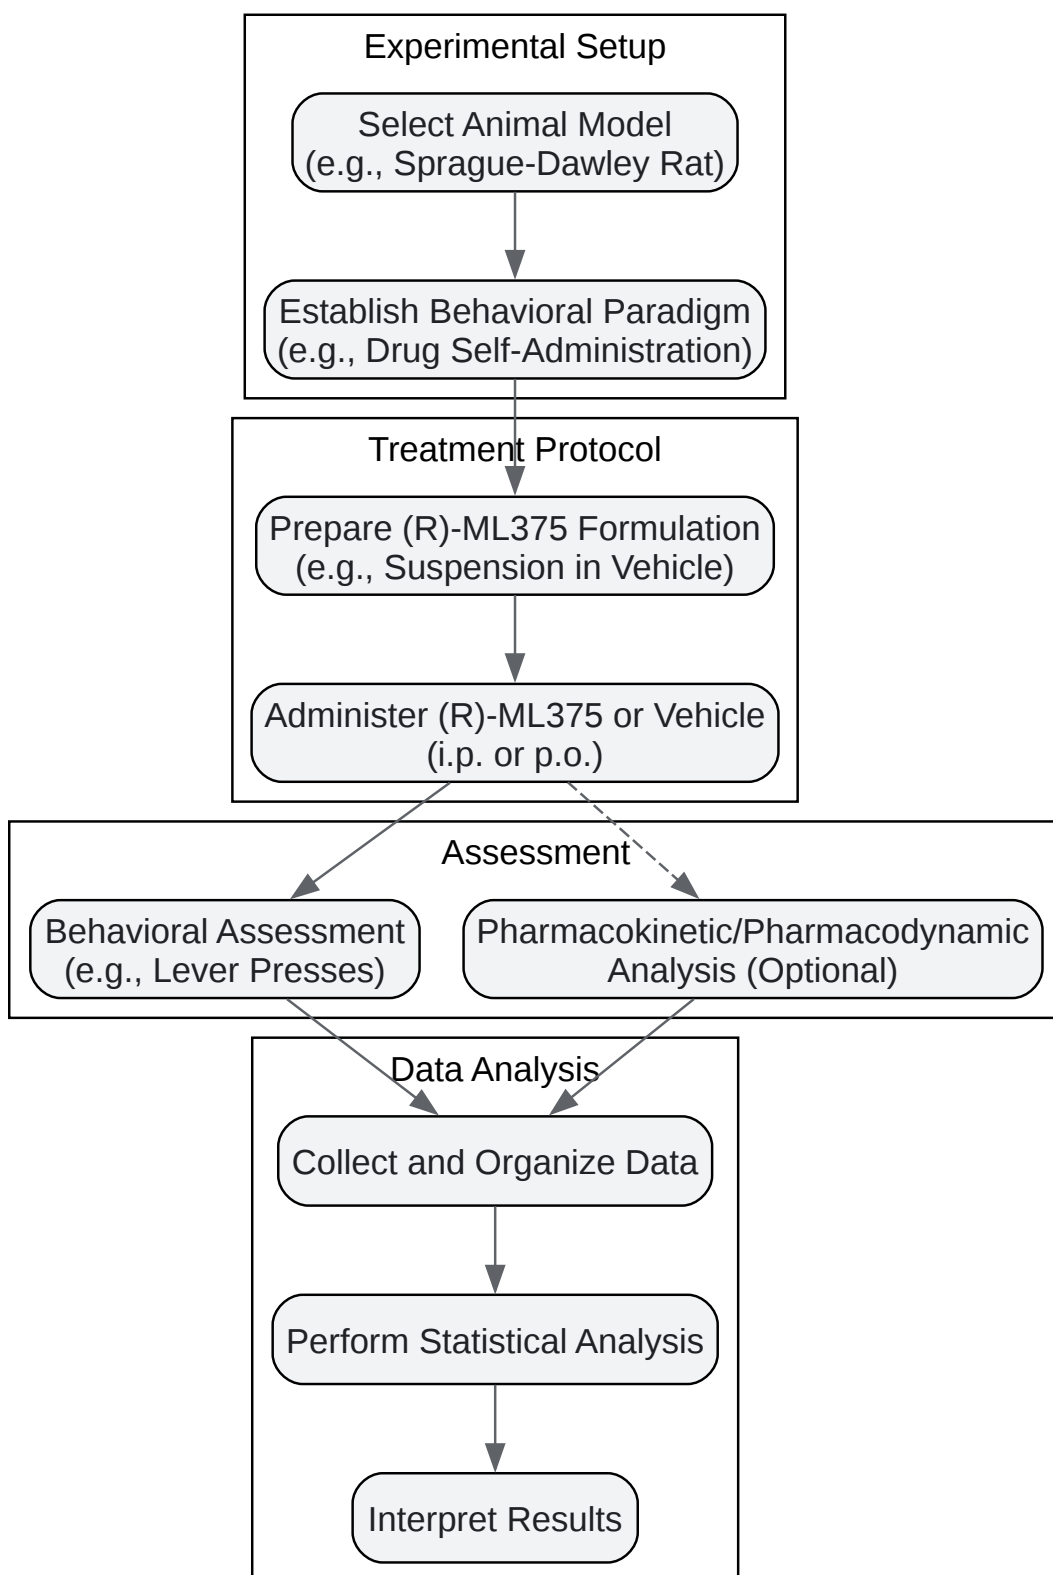 Experimental Setup
Select Animal Model
(e.g., Sprague-Dawley Rat)
Establish Behavioral Paradigm
(e.g., Drug Self-Administration)
Treatment Protocol
Prepare (R)-ML375 Formulation
(e.g., Suspension in Vehicle)
Administer (R)-ML375 or Vehicle
(i.p. or p.o.)
Assessment
Behavioral Assessment
(e.g., Lever Presses)
Pharmacokinetic/Pharmacodynamic
Analysis (Optional)
Data Analysis
Collect and Organize Data
Perform Statistical Analysis
Interpret Results